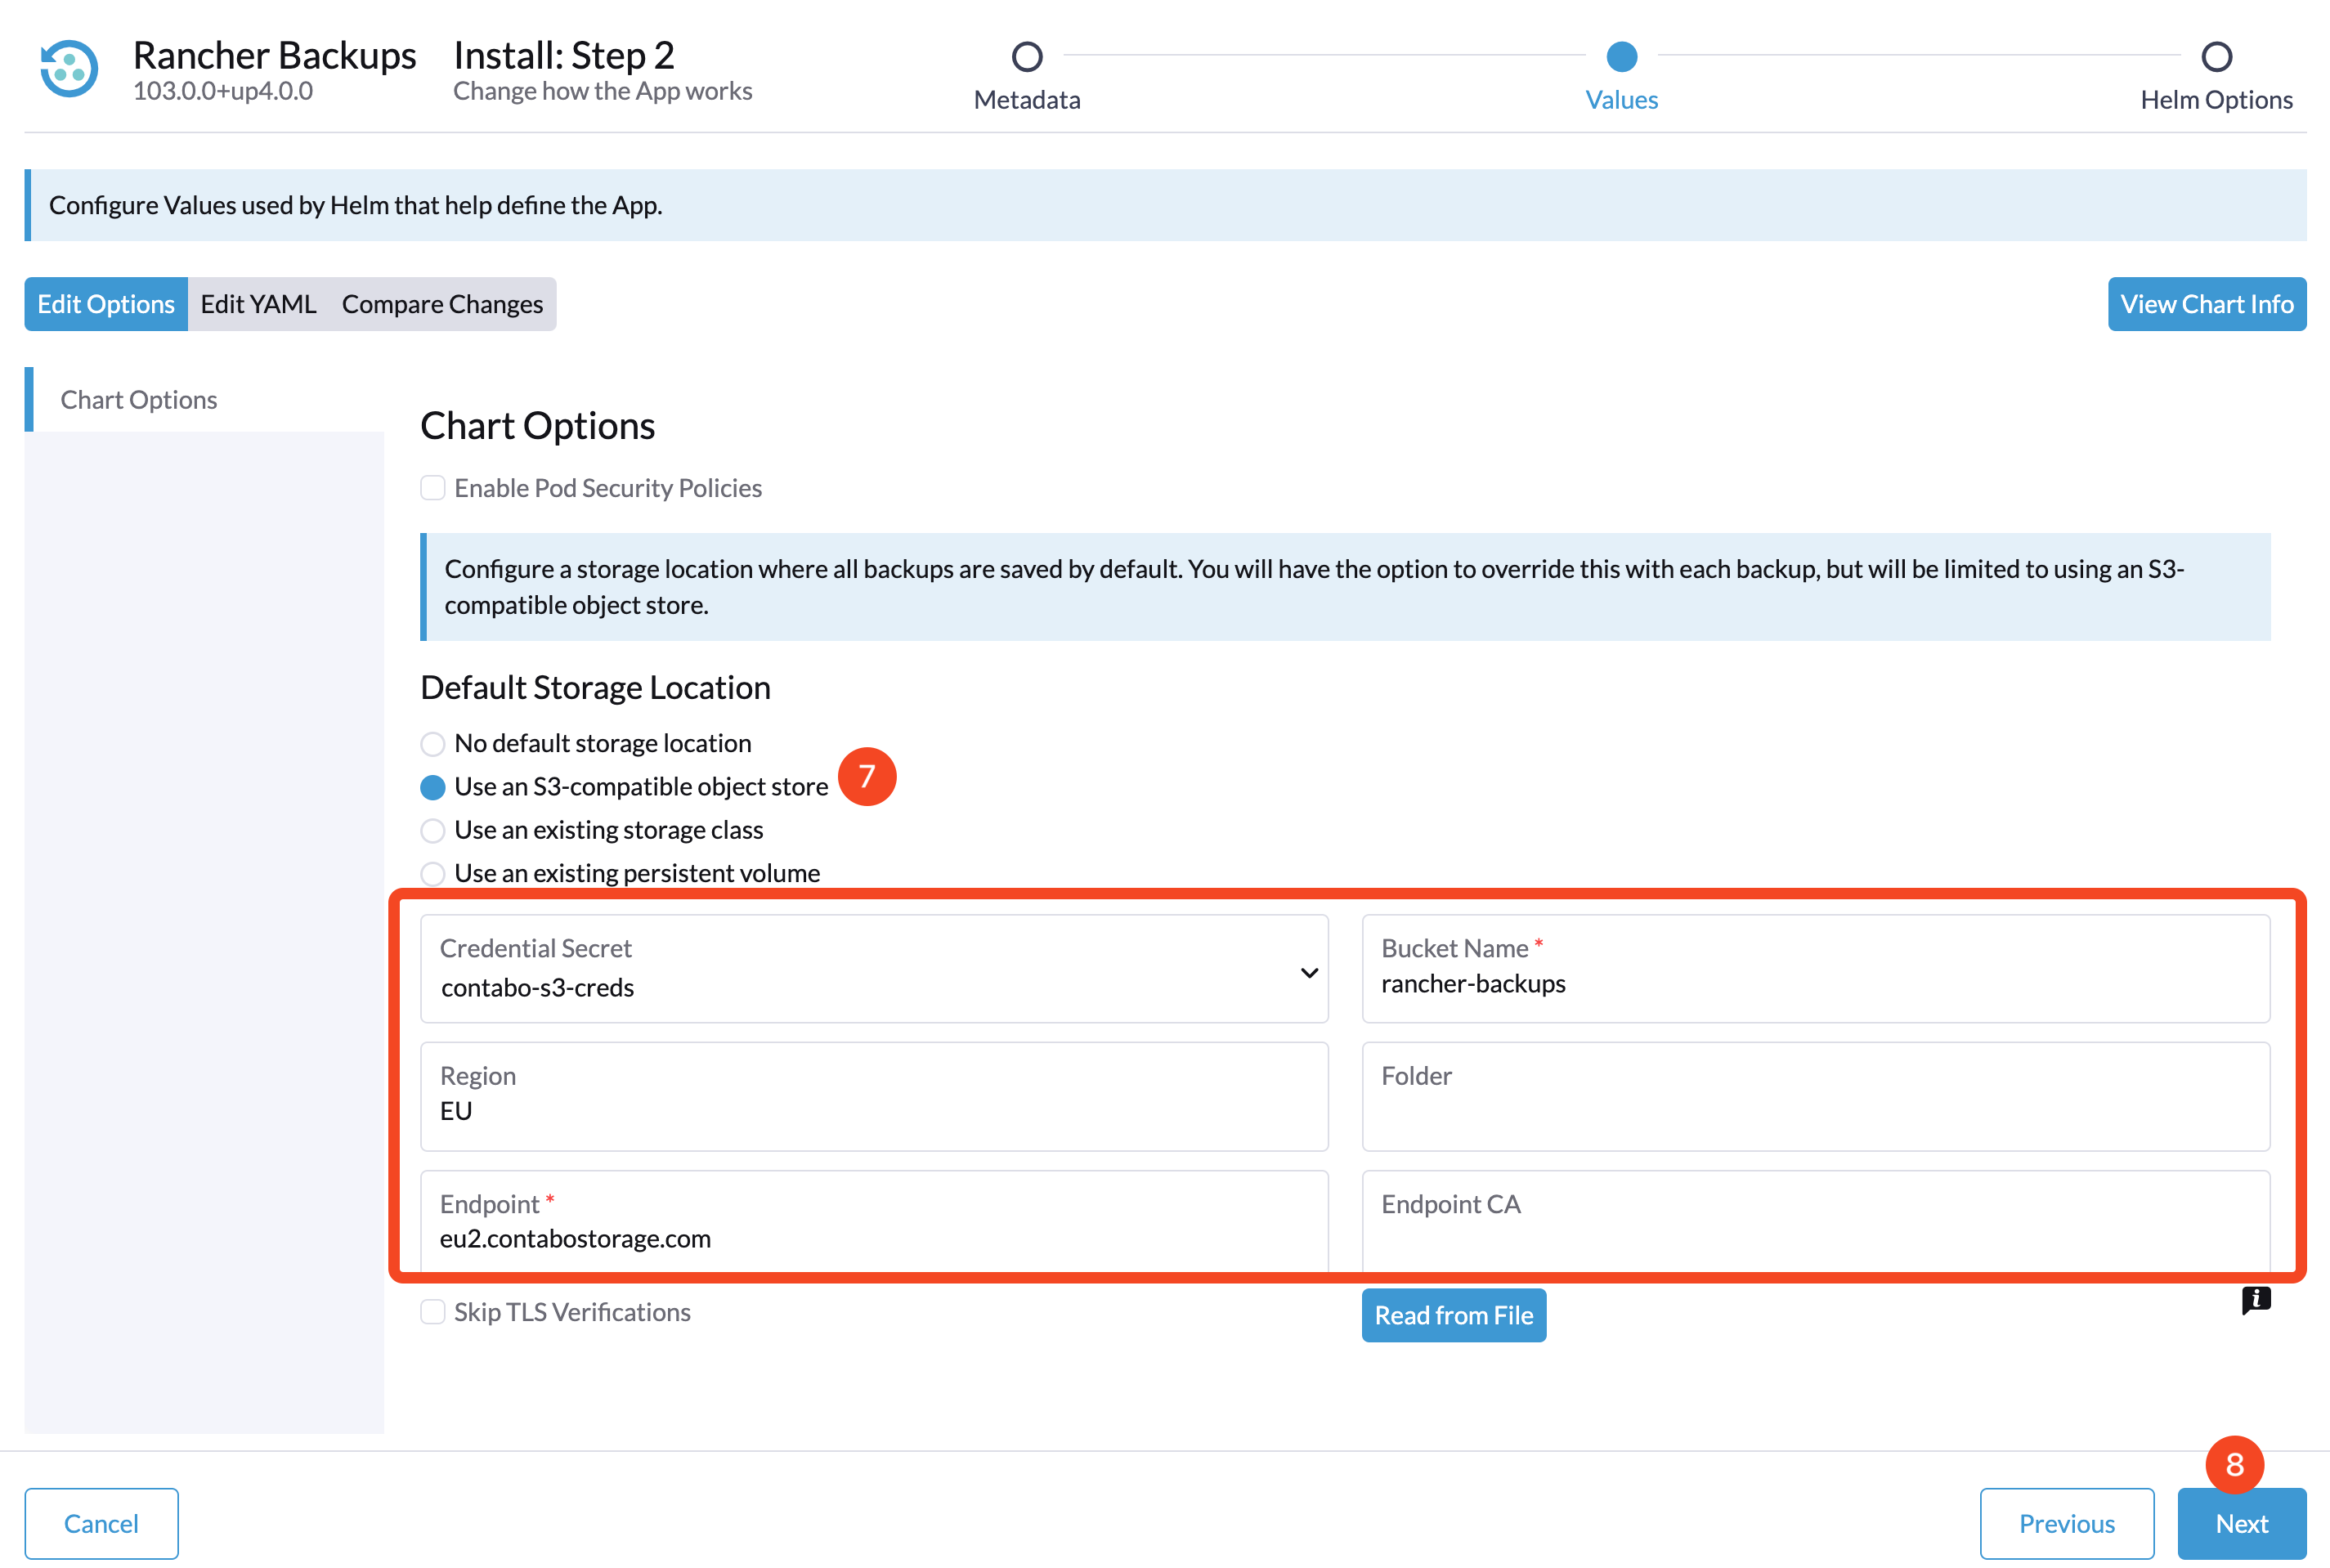 Rancher Backups
103.0.0+up4.0.0
Install: Step 2
Change how the App works
Metadata
Values
Helm Options
Configure Values used by Helm that help define the App.
Edit Options
Edit YAML
Compare Changes
View Chart Info
Chart Options
Chart Options
Enable Pod Security Policies
Configure a storage location where all backups are saved by default. You will have the option to override this with each backup, but will be limited to using an S3-
compatible object store.
Default Storage Location
No default storage location
Use an S3-compatible object store
7
Use an existing storage class
Use an existing persistent volume
Credential Secret
contabo-s3-creds
Bucket Name *
rancher-backups
Region
EU
Folder
Endpoint *
eu2.contabostorage.com
Endpoint CA
Skip TLS Verifications
Read from File
i
8
Cancel
Previous
Next